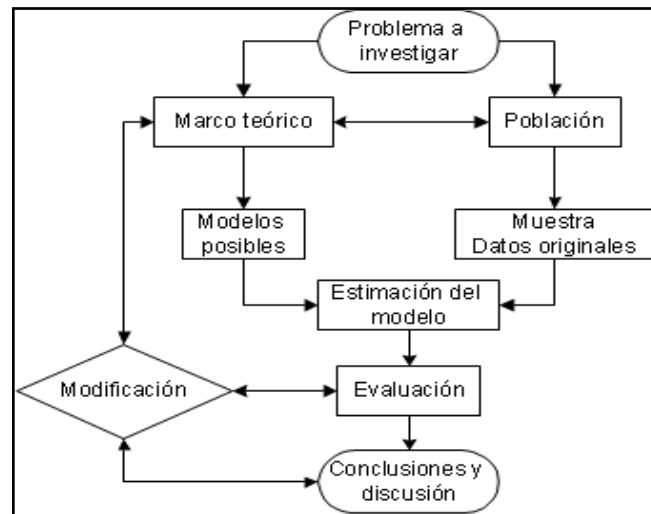 Problema a
investigar
Marco teórico
Población
Modelos
posibles
Muestra
Datos originales
Estimación del
modelo
Modificación
Evaluación
Conclusiones y
discusión